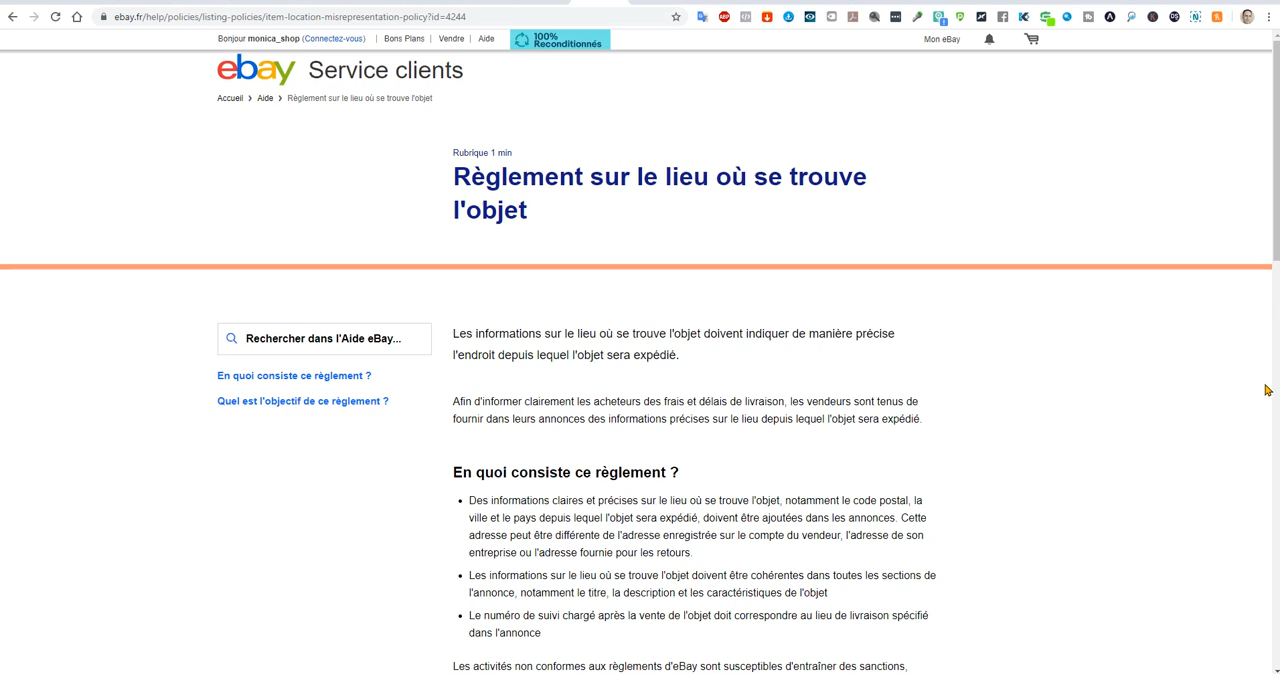 ebay.fr/help/policies/listing-policies/item-location-misrepresentation-policy?id=4244
Bonjour monica_shop (Connectez-vous) | Bons Plans | Vendre | Aide
100%
Reconditionnés
Mon eBay
ebay Service clients
Accueil > Aide > Règlement sur le lieu où se trouve l'objet
Rubrique 1 min
Règlement sur le lieu où se trouve
l'objet
Rechercher dans l'Aide eBay...
En quoi consiste ce règlement ?
Quel est l'objectif de ce règlement ?
Les informations sur le lieu où se trouve l'objet doivent indiquer de manière précise
l'endroit depuis lequel l'objet sera expédié.
Afin d'informer clairement les acheteurs des frais et délais de livraison, les vendeurs sont tenus de
fournir dans leurs annonces des informations précises sur le lieu depuis lequel l'objet sera expédié.
En quoi consiste ce règlement ?
• Des informations claires et précises sur le lieu où se trouve l'objet, notamment le code postal, la
ville et le pays depuis lequel l'objet sera expédié, doivent être ajoutées dans les annonces. Cette
adresse peut être différente de l'adresse enregistrée sur le compte du vendeur, l'adresse de son
entreprise ou l'adresse fournie pour les retours.
• Les informations sur le lieu où se trouve l'objet doivent être cohérentes dans toutes les sections de
l'annonce, notamment le titre, la description et les caractéristiques de l'objet
• Le numéro de suivi chargé après la vente de l'objet doit correspondre au lieu de livraison spécifié
dans l'annonce
Les activités non conformes aux règlements d'eBay sont susceptibles d'entraîner des sanctions,